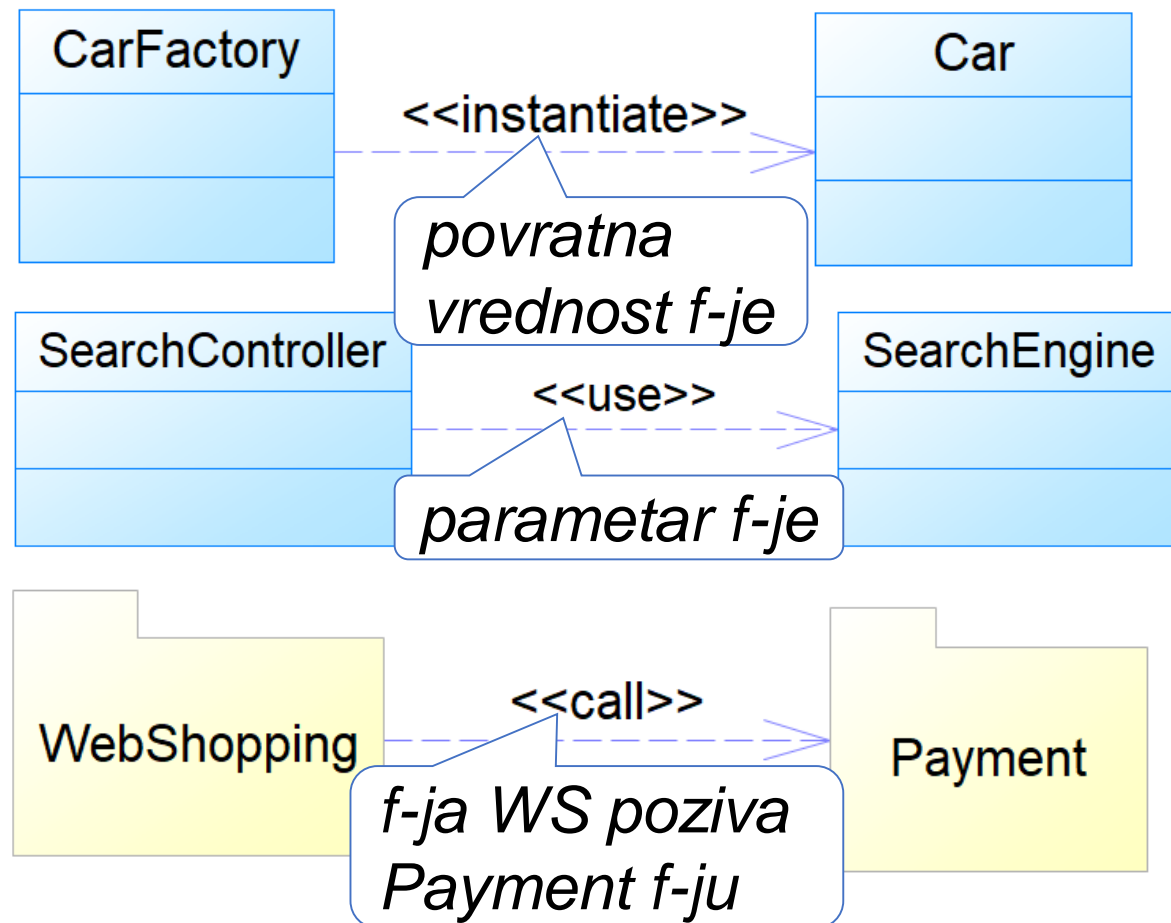 CarFactory
Car
<<instantiate>>
povratna
vrednost f-je
SearchController
SearchEngine
<<use>>
parametar f-je
<<call>>
WebShopping
Payment
f-ja WS poziva
Payment f-ju